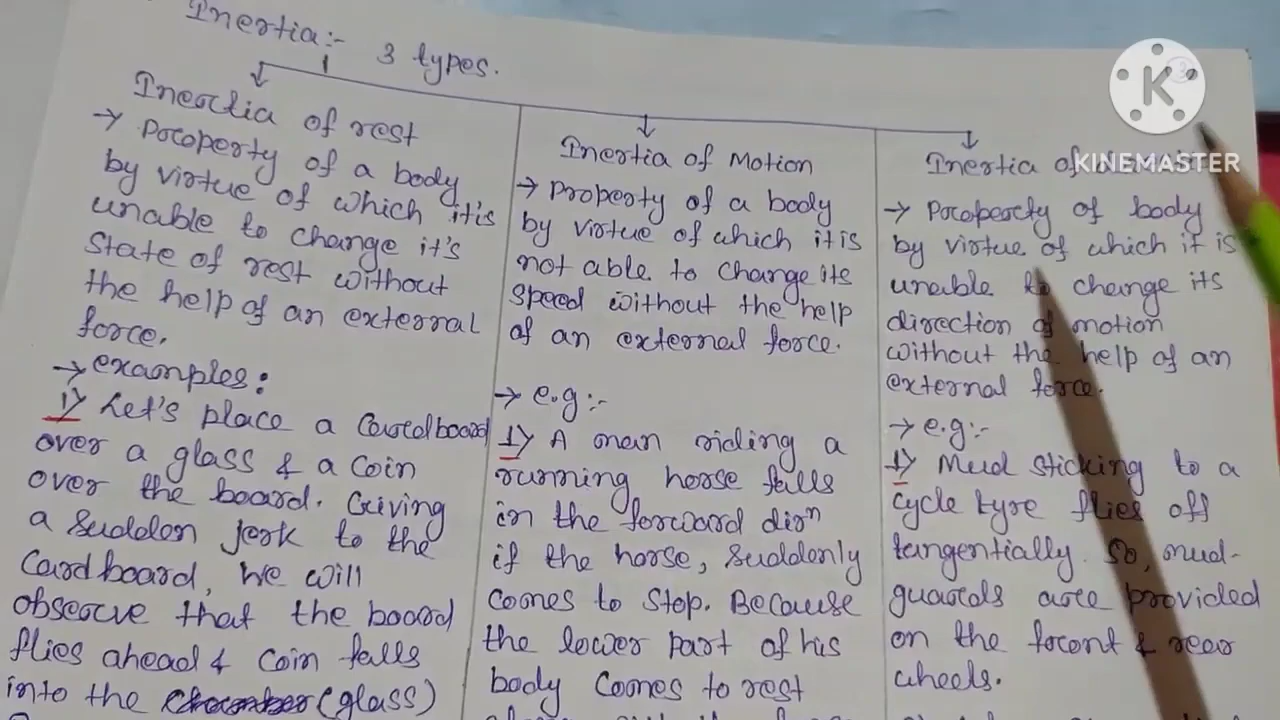 Inertia:- 3 types.
Inertia of rest
→ Property of a body
by virtue of which it's
unable to change it's
state of rest without
the help of an external
force.
→ examples:
1) Let's place a Cardboard
over a glass & a coin
over the board. Giving
a sudden jerk to the
Cardboard, we will
observe that the board
flies ahead & coin falls
into the (glass)
Inertia of Motion
→ Property of a body
by virtue of which it is
not able to change its
speed without the help
of an external force.
→ e.g:-
1) A man riding a
running horse falls
in the forward dirn
if the horse, suddenly
comes to stop. Because
the lower part of his
body comes to rest
Inertia of
→ Property of body
by virtue of which it is
unable to change its
direction of motion
without the help of an
external force.
→ e.g:-
1) Mud sticking to a
cycle tyre flies off
tangentially. So, mud-
guards are provided
on the front & rear
wheels.
K
KINEMASTER